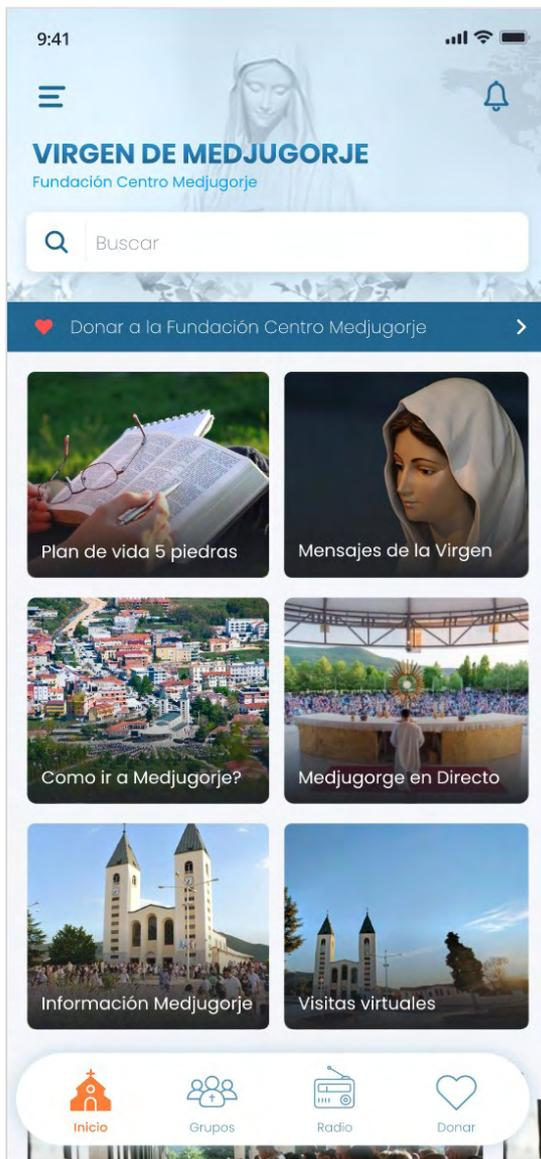 9:41
VIRGEN DE MEDJUGORJE
Fundación Centro Medjugorje
Buscar
Donar a la Fundación Centro Medjugorje
Plan de vida 5 piedras
Mensajes de la Virgen
Como ir a Medjugorje?
Medjugorge en Directo
Información Medjugorje
Visitas virtuales
Inicio
Grupos
Radio
Donar